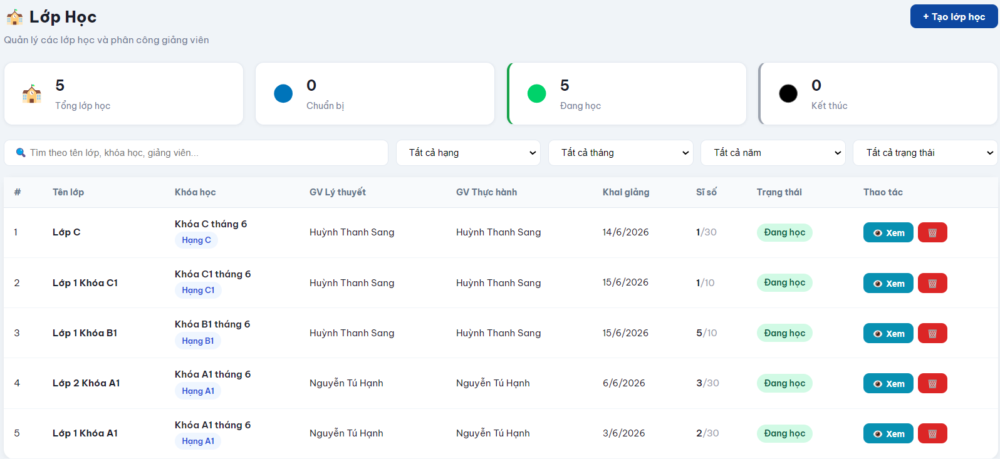 Lớp Học
+ Tạo lớp học
Quản lý các lớp học và phân công giảng viên
5
Tổng lớp học
0
Chuẩn bị
5
Đang học
0
Kết thúc
Tìm theo tên lớp, khóa học, giảng viên...
Tất cả hạng
Tất cả tháng
Tất cả năm
Tất cả trạng thái
# Tên lớp Khóa học GV Lý thuyết GV Thực hành Khai giảng Sĩ số Trạng thái Thao tác
1 Lớp C Khóa C tháng 6 Huỳnh Thanh Sang Huỳnh Thanh Sang 14/6/2026 1/30 Đang học Xem
Hạng C
2 Lớp 1 Khóa C1 Khóa C1 tháng 6 Huỳnh Thanh Sang Huỳnh Thanh Sang 15/6/2026 1/10 Đang học Xem
Hạng C1
3 Lớp 1 Khóa B1 Khóa B1 tháng 6 Huỳnh Thanh Sang Huỳnh Thanh Sang 15/6/2026 5/10 Đang học Xem
Hạng B1
4 Lớp 2 Khóa A1 Khóa A1 tháng 6 Nguyễn Tú Hạnh Nguyễn Tú Hạnh 6/6/2026 3/30 Đang học Xem
Hạng A1
5 Lớp 1 Khóa A1 Khóa A1 tháng 6 Nguyễn Tú Hạnh Nguyễn Tú Hạnh 3/6/2026 2/30 Đang học Xem
Hạng A1